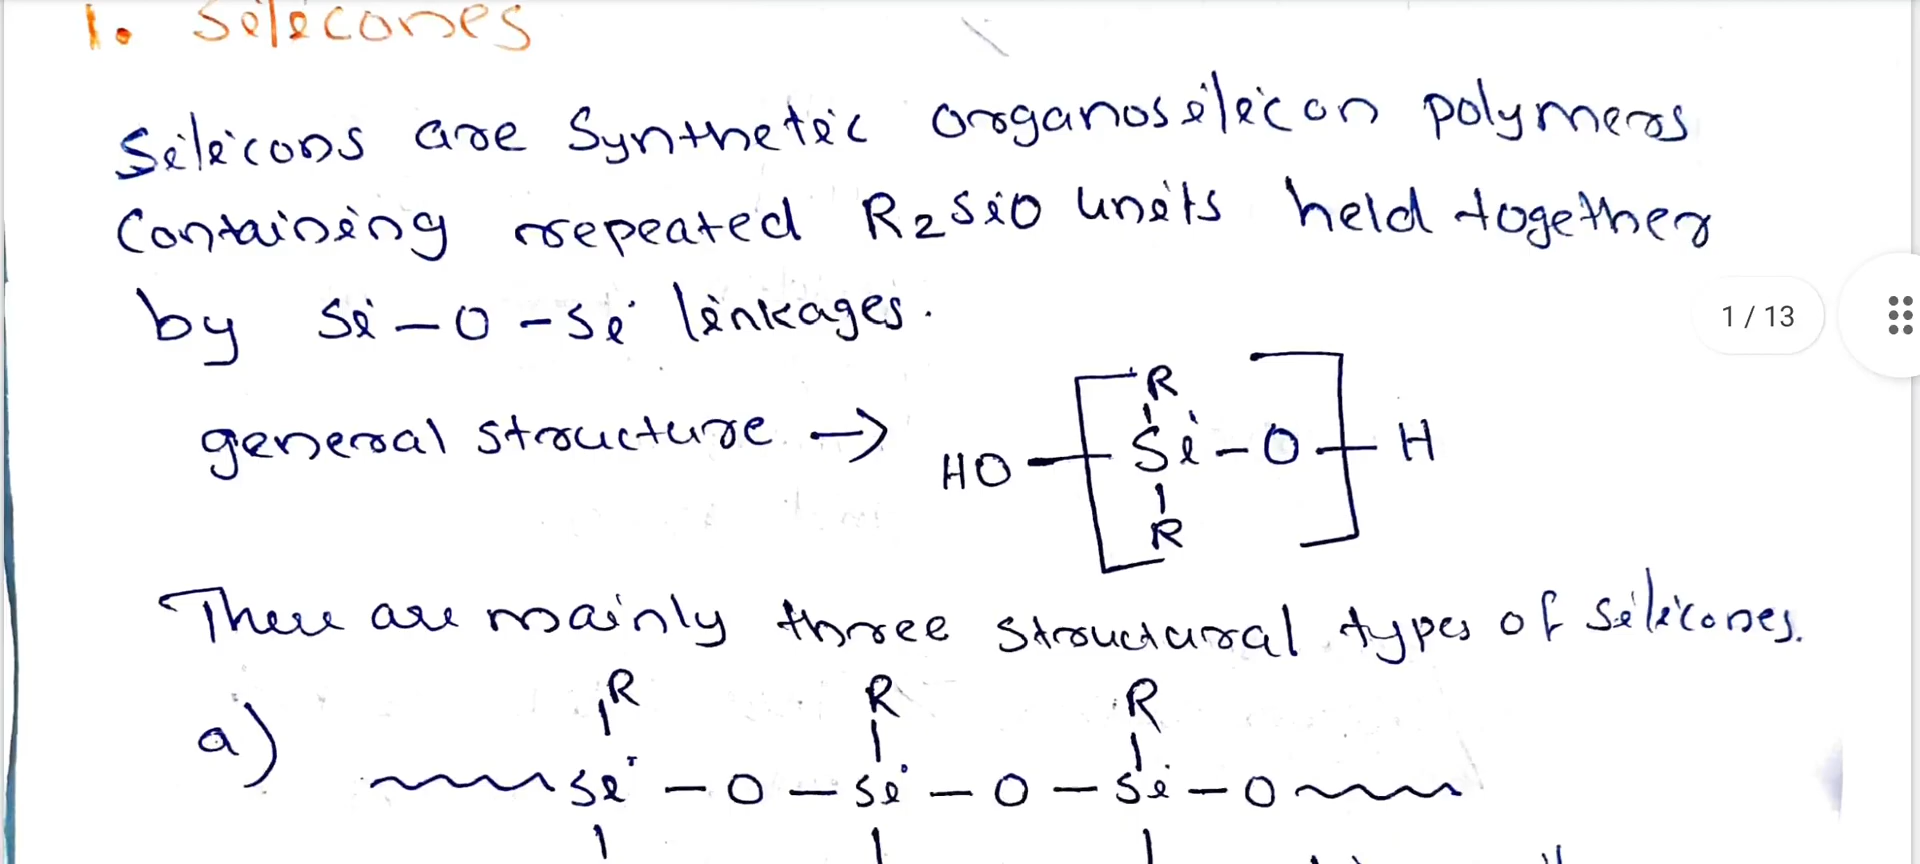 1. Silicones
Silicons are Synthetic Organosilicon polymers
Containing repeated R2SiO units held together
by Si-O-Si linkages.
1 / 13
general structure →
R
HO-[Si-O]-H
R
There are mainly three structural types of silicones.
R R R
a)
Si - O - Si - O - Si - O